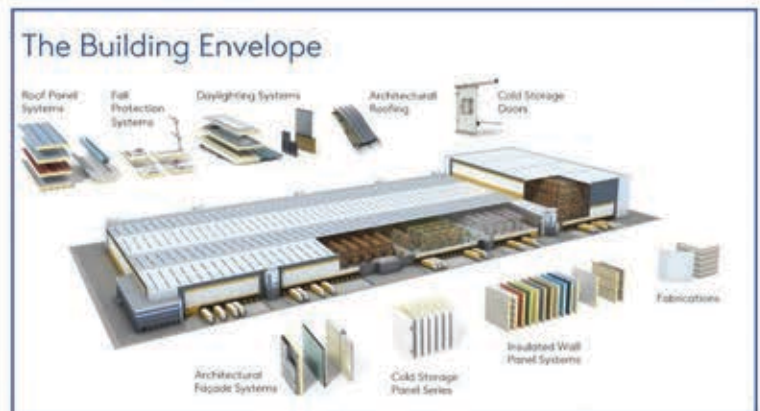 The Building Envelope
Roof Panel
Systems
Fall
Protection
Systems
Daylighting Systems
Architectural
Roofing
Cold Storage
Doors
Fabrications
Insulated Wall
Panel Systems
Cold Storage
Panel Series
Architectural
Façade Systems